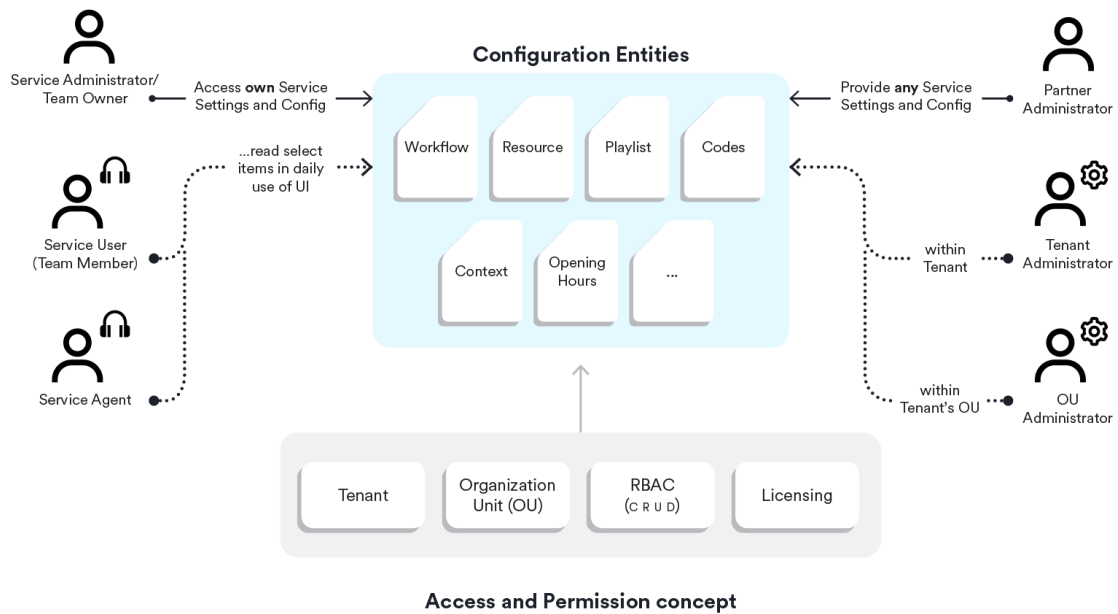 Configuration Entities
Service Administrator/
Team Owner
Access own Service
Settings and Config
Provide any Service
Settings and Config
Partner
Administrator
Workflow
Resource
Playlist
Codes
...read select
items in daily
use of UI
Service User
(Team Member)
within
Tenant
Tenant
Administrator
Context
Opening
Hours
...
Service Agent
within
Tenant's OU
OU
Administrator
Tenant
Organization
Unit (OU)
RBAC
(CRUD)
Licensing
Access and Permission concept